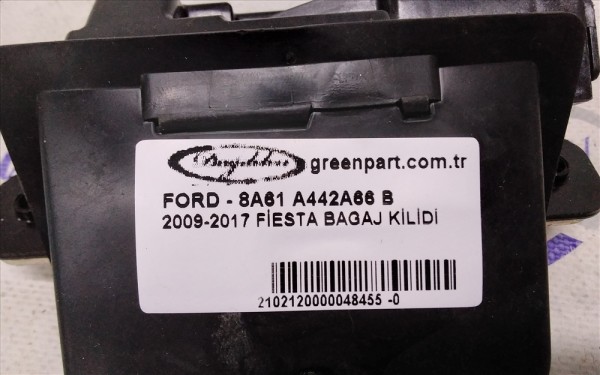 greenpart.com.tr
FORD - 8A61 A442A66 B
2009-2017 FİESTA BAGAJ KİLİDİ
2102120000048455 -0